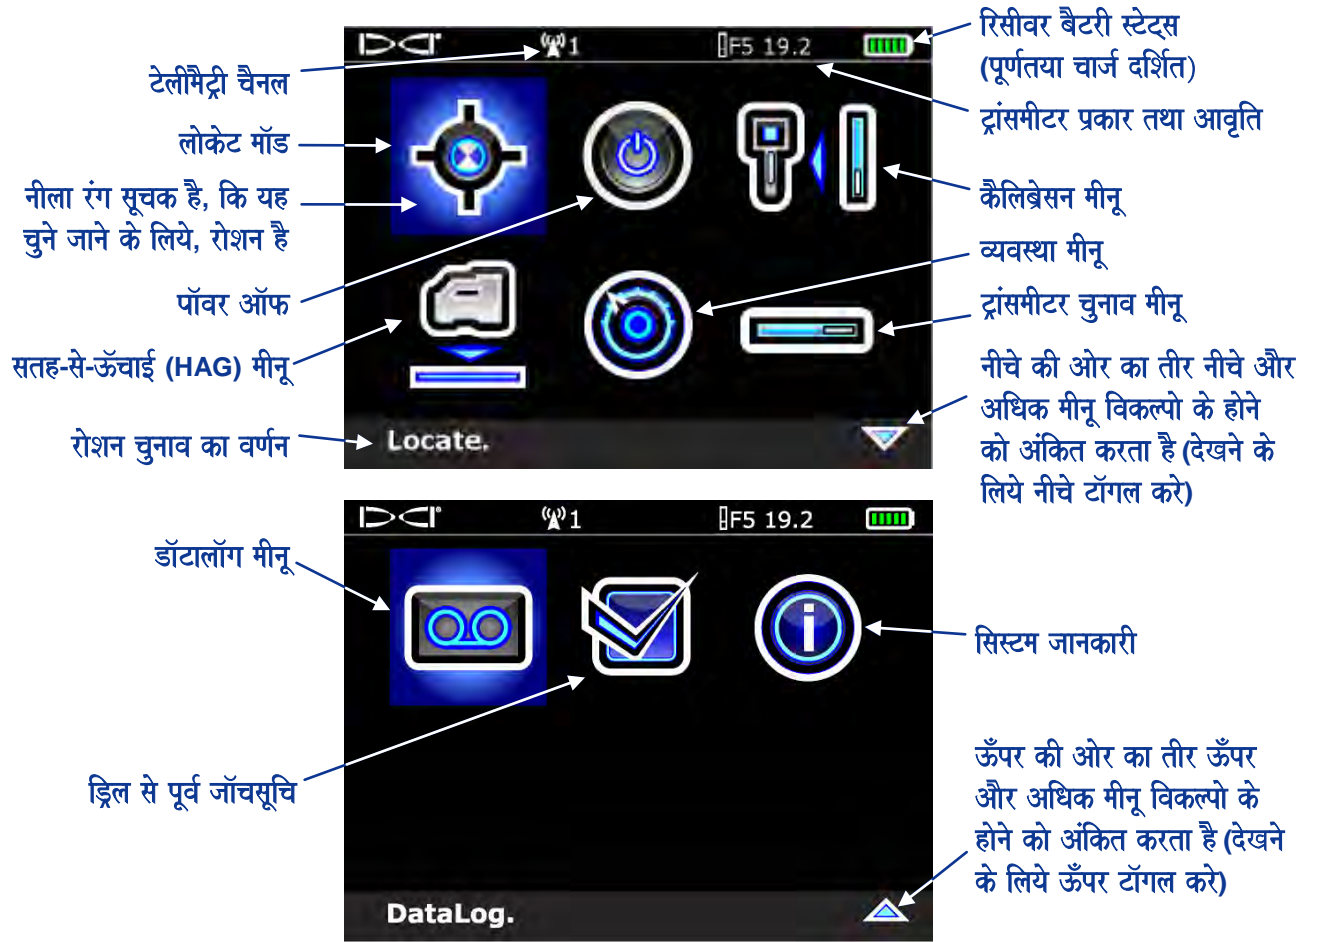 टेलीमैट्री चैनल
लोकेट मॉड
नीला रंग सूचक है, कि यह
चुने जाने के लिये, रोशन है
पॉवर ऑफ
सतह-से-ऊॅचाई (HAG) मीनू
रोशन चुनाव का वर्णन
DCI
1
F5 19.2
Locate.
रिसीवर बैटरी स्टेट्स
(पूर्णतया चार्ज दर्शित)
ट्रांसमीटर प्रकार तथा आवृति
कैलिब्रेसन मीनू
व्यवस्था मीनू
ट्रांसमीटर चुनाव मीनू
नीचे की ओर का तीर नीचे और
अधिक मीनू विकल्पो के होने
को अंकित करता है (देखने के
लिये नीचे टॉगल करे)
डॉटालॉग मीनू
ड्रिल से पूर्व जॉचसूचि
DCI
1
F5 19.2
DataLog.
सिस्टम जानकारी
ऊँपर की ओर का तीर ऊँपर
और अधिक मीनू विकल्पो के
होने को अंकित करता है (देखने
के लिये ऊँपर टॉगल करे)